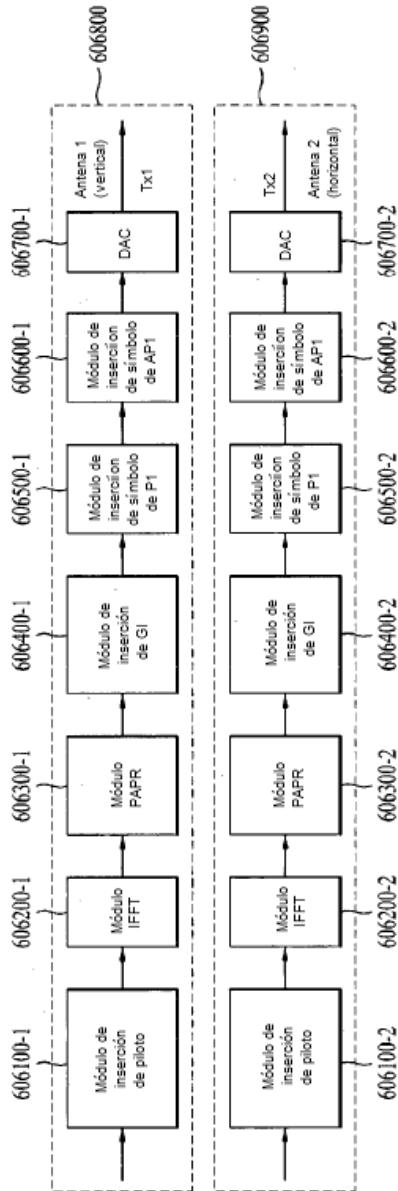 606100-1
606200-1
606300-1
606400-1
606500-1
606600-1
606700-1
606800
Módulo de
inserción
de piloto
Módulo
IFFT
Módulo
PAPR
Módulo de
inserción
de GI
Módulo de
inserciíon
de símbolo
de P1
Módulo de
inserciíon
de símbolo
de AP1
DAC
Antena 1
(vertical)
Tx1
606900
Módulo de
inserción
de piloto
Módulo
IFFT
Módulo
PAPR
Módulo de
inserción
de GI
Módulo de
inserciíon
de símbolo
de P1
Módulo de
inserciíon
de símbolo
de AP1
DAC
Tx2
Antena 2
(horizontal)
606100-2
606200-2
606300-2
606400-2
606500-2
606600-2
606700-2